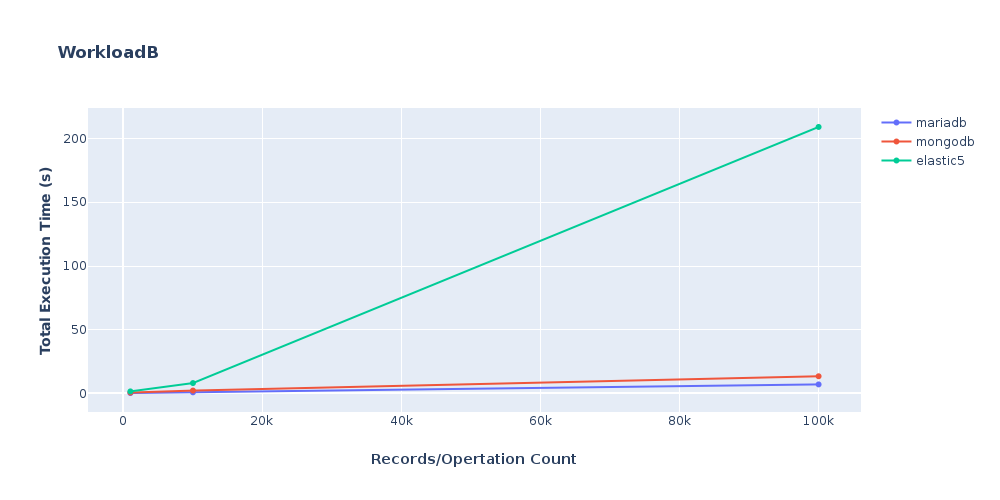 WorkloadB
Total Execution Time (s)
200
150
100
50
0
0 20k 40k 60k 80k 100k
Records/Opertation Count
mariadb
mongodb
elastic5